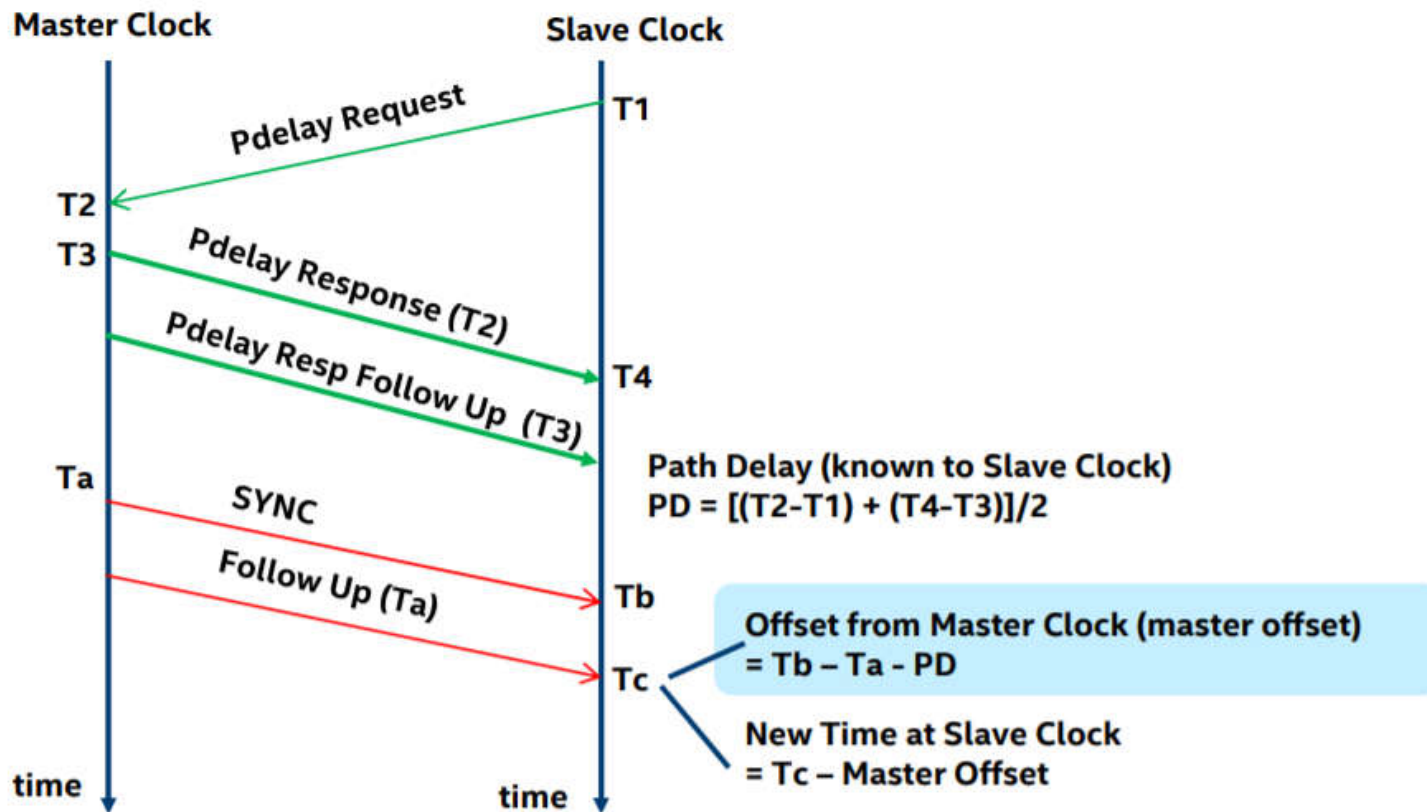 Master Clock
Slave Clock
Pdelay Request
T1
T2
T3
Pdelay Response (T2)
Pdelay Resp Follow Up (T3)
T4
Ta
Path Delay (known to Slave Clock)
PD = [(T2-T1) + (T4-T3)]/2
SYNC
Follow Up (Ta)
Tb
Offset from Master Clock (master offset)
= Tb – Ta - PD
Tc
New Time at Slave Clock
= Tc – Master Offset
time
time